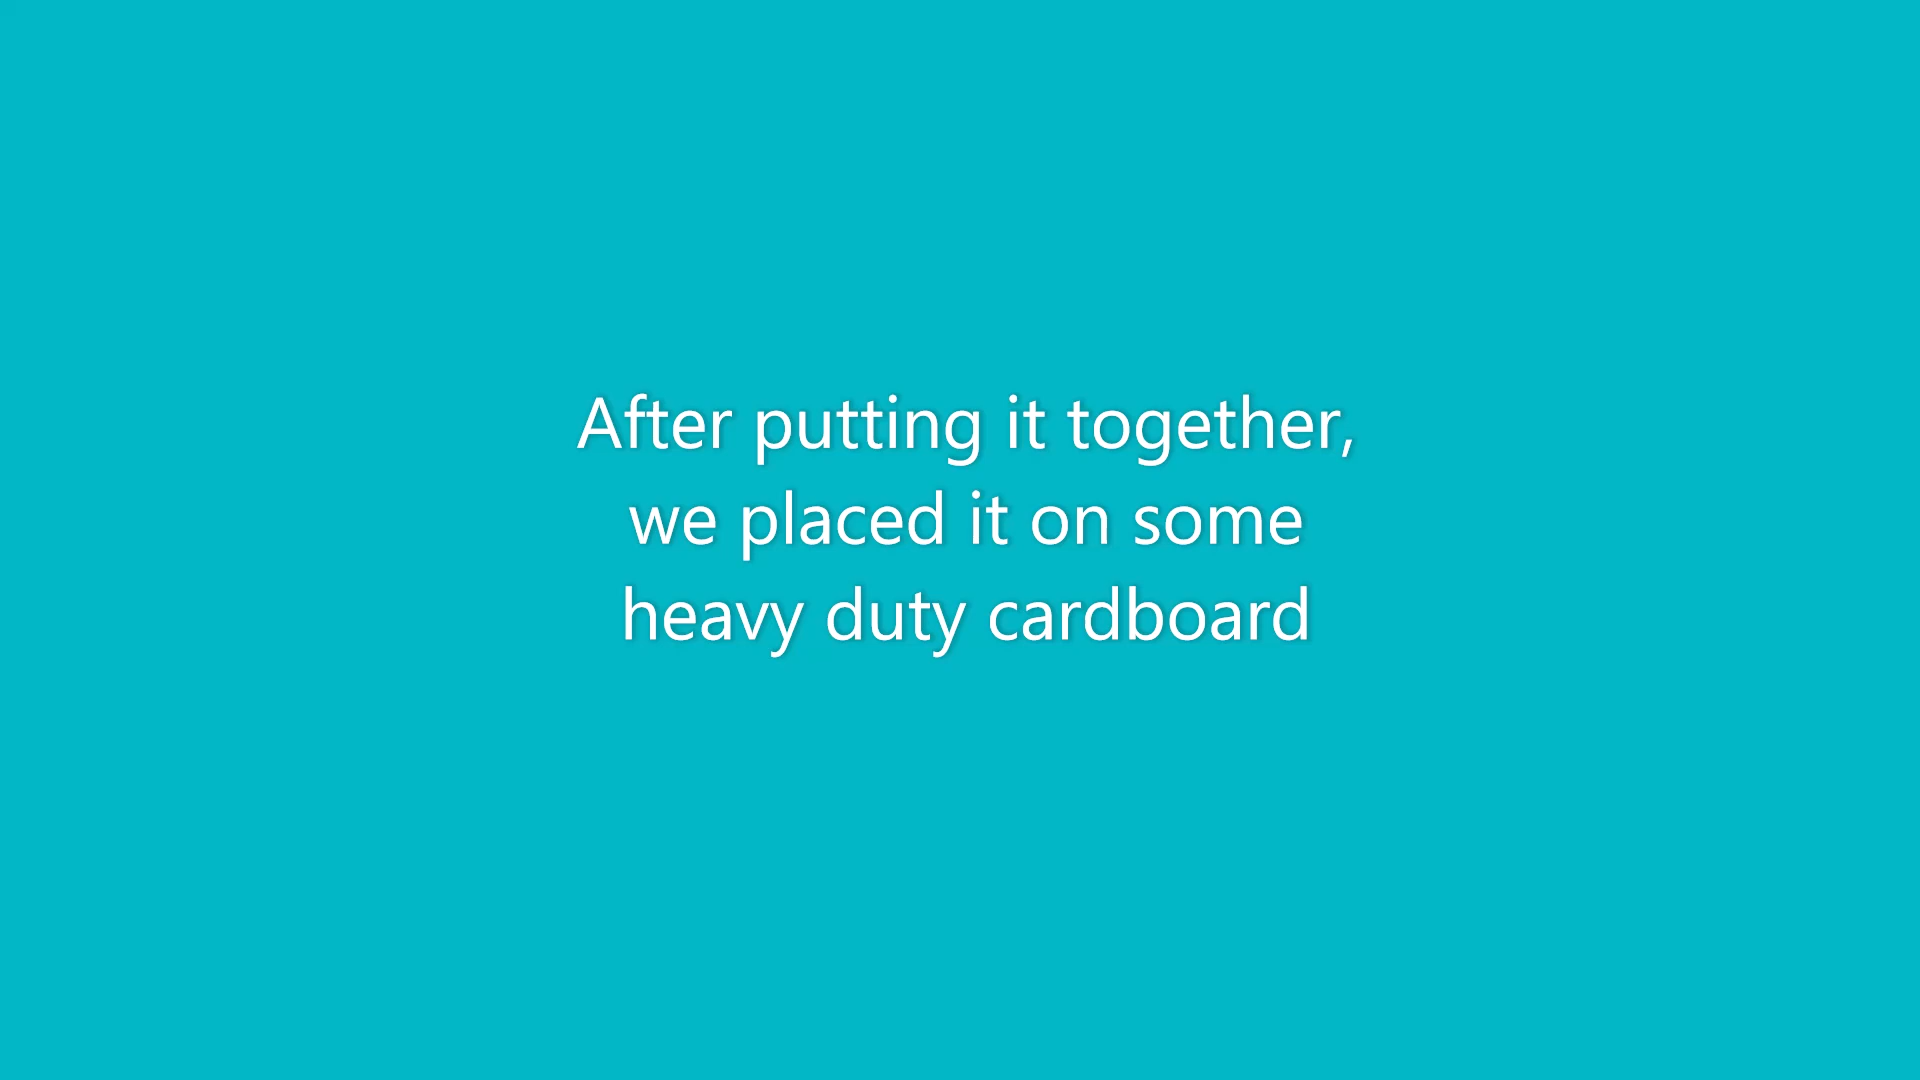 After putting it together,
we placed it on some
heavy duty cardboard